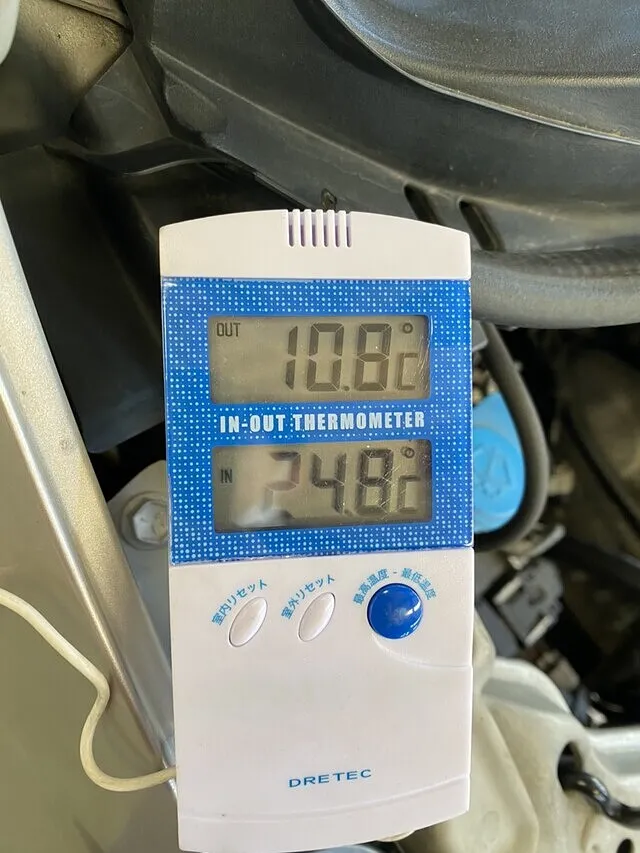 OUT
10.8°C
IN-OUT THERMOMETER
IN
24.8°C
室内リセット
室外リセット
最高温度 - 最低温度
DRETEC